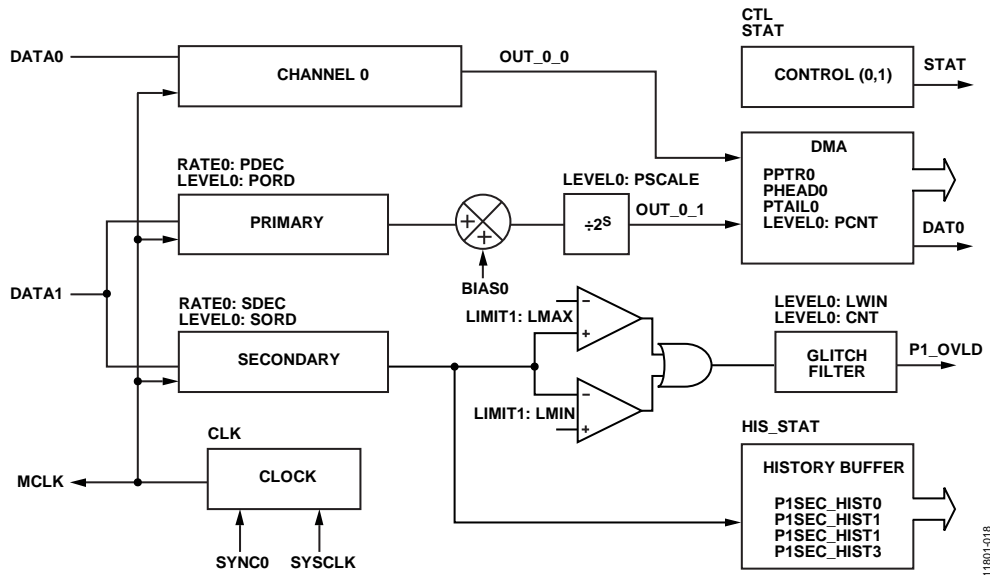 CTL
STAT
DATA0
CHANNEL 0
OUT_0_0
CONTROL (0,1)
STAT
DMA
PPTR0
PHEAD0
PTAIL0
LEVEL0: PCNT
DAT0
RATE0: PDEC
LEVEL0: PORD
PRIMARY
+
+
BIAS0
LEVEL0: PSCALE
÷2S
OUT_0_1
DATA1
RATE0: SDEC
LEVEL0: SORD
SECONDARY
LIMIT1: LMAX
−
+
LIMIT1: LMIN
−
+
LEVEL0: LWIN
LEVEL0: CNT
GLITCH
FILTER
P1_OVLD
CLK
CLOCK
MCLK
SYNC0
SYSCLK
HIS_STAT
HISTORY BUFFER
P1SEC_HIST0
P1SEC_HIST1
P1SEC_HIST1
P1SEC_HIST3
11801-018